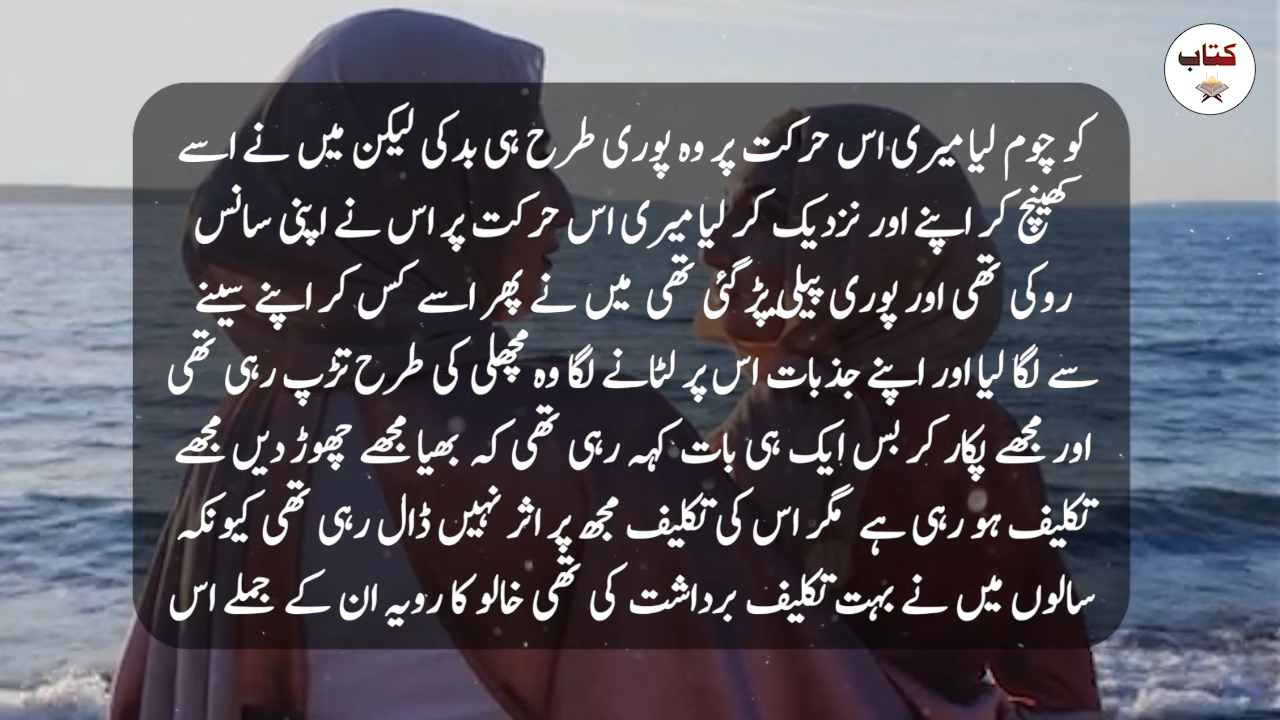 کتاب
کو چوم لیا میری اس حرکت پر وہ پوری طرح ہی بدکی لیکن میں نے اسے
کھینچ کر اپنے اور نزدیک کر لیا میری اس حرکت پر اس نے اپنی سانس
روکی تھی اور پوری پیلی پڑ گئی تھی میں نے پھر اسے کس کر اپنے سینے
سے لگا لیا اور اپنے جذبات اس پر لٹانے لگا وہ مچھلی کی طرح تڑپ رہی تھی
اور مجھے پکار کر بس ایک ہی بات کہہ رہی تھی کہ بھیا مجھے چھوڑ دیں مجھے
تکلیف ہو رہی ہے مگر اس کی تکلیف مجھ پر اثر نہیں ڈال رہی تھی کیونکہ
سالوں میں نے بہت تکلیف برداشت کی تھی خالو کا رویہ ان کے جملے اس